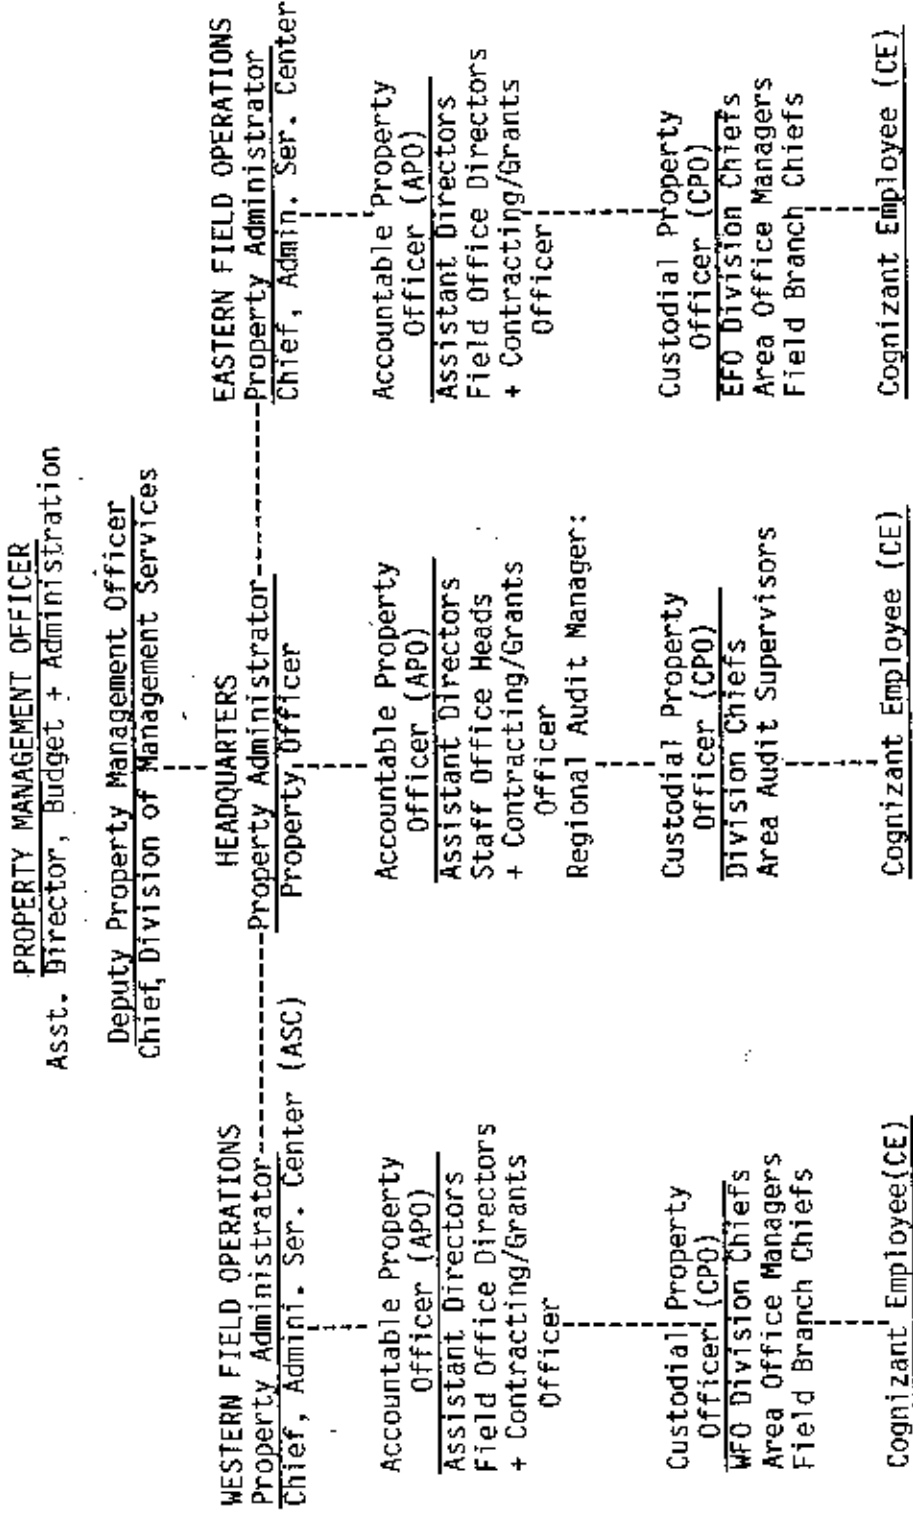 PROPERTY MANAGEMENT OFFICER
Asst. Director, Budget + Administration
Deputy Property Management Officer
Chief, Division of Management Services
WESTERN FIELD OPERATIONS
Property Administrator
Chief, Admini. Ser. Center (ASC)
Accountable Property
Officer (APO)
Assistant Directors
Field Office Directors
+ Contracting/Grants
Officer
Custodial Property
Officer (CPO)
WFO Division Chiefs
Area Office Managers
Field Branch Chiefs
Cognizant Employee(CE)
HEADQUARTERS
Property Administrator
Property Officer
Accountable Property
Officer (APO)
Assistant Directors
Staff Office Heads
+ Contracting/Grants
Officer
Regional Audit Manager:
Custodial Property
Officer (CPO)
Division Chiefs
Area Audit Supervisors
Cognizant Employee (CE)
EASTERN FIELD OPERATIONS
Property Administrator
Chief, Admin. Ser. Center
Accountable Property
Officer (APO)
Assistant Directors
Field Office Directors
+ Contracting/Grants
Officer
Custodial Property
Officer (CPO)
EFO Division Chiefs
Area Office Managers
Field Branch Chiefs
Cognizant Employee (CE)